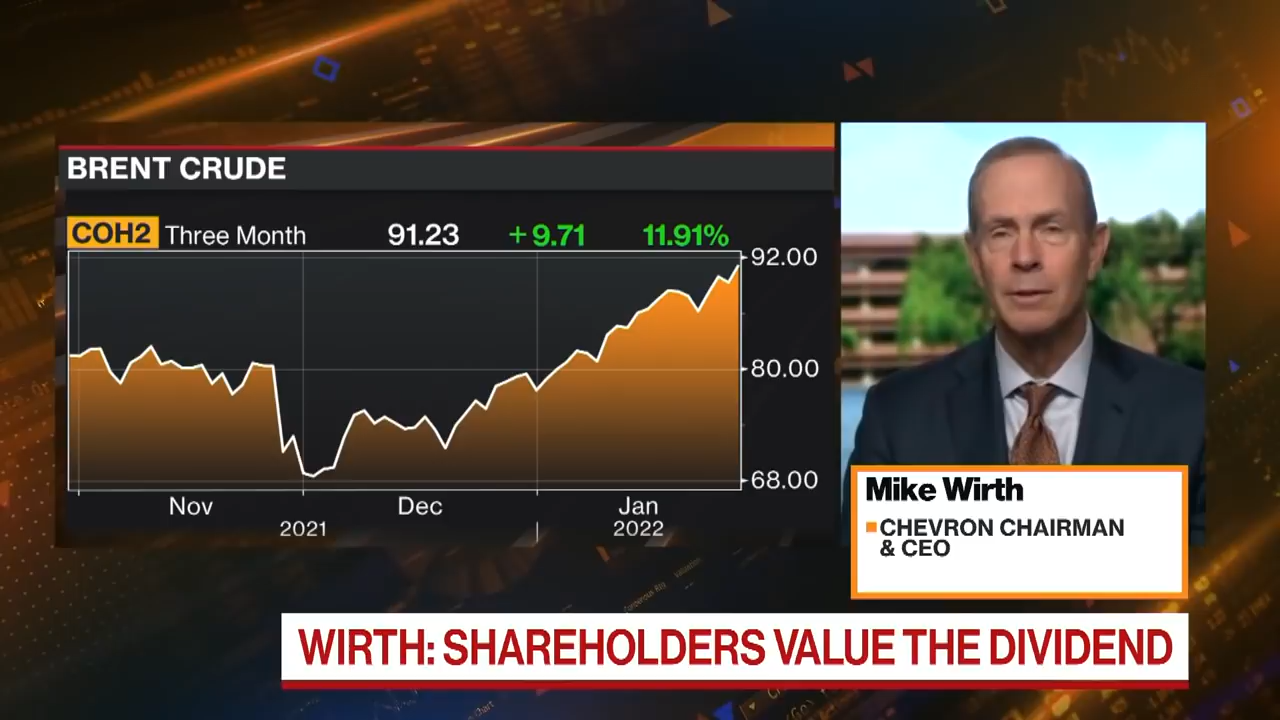 BRENT CRUDE
COH2 Three Month 91.23 +9.71 11.91%
92.00
80.00
68.00
Nov Dec Jan
2021 2022
Mike Wirth
CHEVRON CHAIRMAN
& CEO
WIRTH: SHAREHOLDERS VALUE THE DIVIDEND